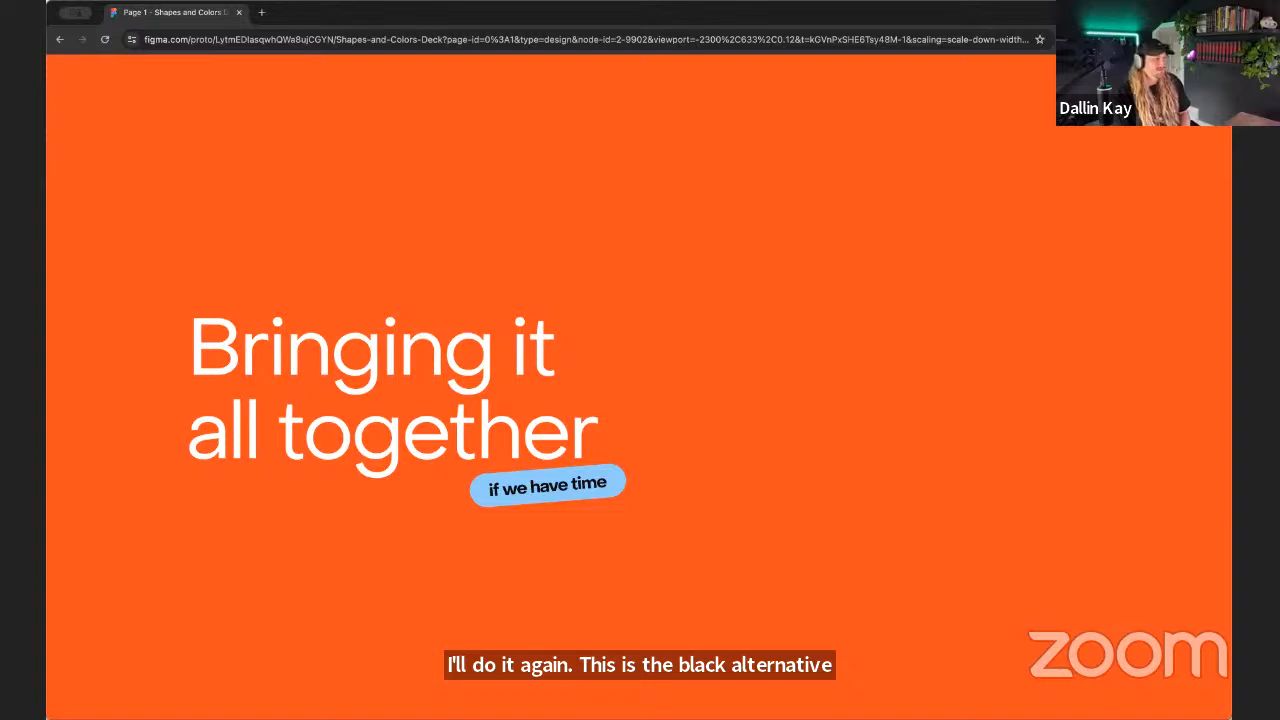 Page 1 - Shapes and Colors D
figma.com/proto/LytmEDIasqwhQWa8ujCGYN/Shapes-and-Colors-Deck?page-id=0%3A1&type=design&node-id=2-9902&viewport=-2300%2C633%2C0.12&t=kGVnPxSHE6Tsy48M-1&scaling=scale-down-width...
Dallin Kay
Bringing it
all together
if we have time
I'll do it again. This is the black alternative
zoom